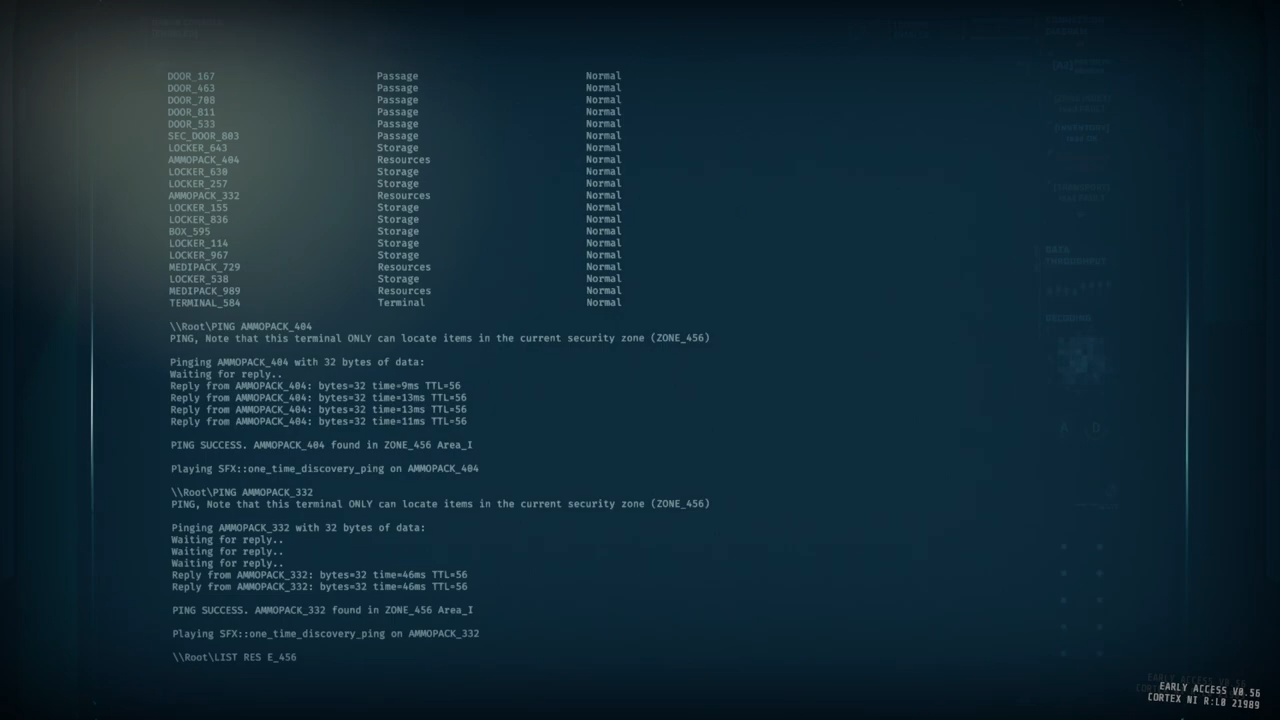 DOOR_167 Passage Normal
DOOR_463 Passage Normal
DOOR_708 Passage Normal
DOOR_811 Passage Normal
DOOR_533 Passage Normal
SEC_DOOR_803 Passage Normal
LOCKER_643 Storage Normal
AMMOPACK_404 Resources Normal
LOCKER_630 Storage Normal
LOCKER_257 Storage Normal
AMMOPACK_332 Resources Normal
LOCKER_155 Storage Normal
LOCKER_836 Storage Normal
BOX_595 Storage Normal
LOCKER_114 Storage Normal
LOCKER_967 Storage Normal
MEDIPACK_729 Resources Normal
LOCKER_538 Storage Normal
MEDIPACK_989 Resources Normal
TERMINAL_584 Terminal Normal
\\Root\PING AMMOPACK_404
PING, Note that this terminal ONLY can locate items in the current security zone (ZONE_456)
Pinging AMMOPACK_404 with 32 bytes of data:
Waiting for reply..
Reply from AMMOPACK_404: bytes=32 time=9ms TTL=56
Reply from AMMOPACK_404: bytes=32 time=13ms TTL=56
Reply from AMMOPACK_404: bytes=32 time=13ms TTL=56
Reply from AMMOPACK_404: bytes=32 time=11ms TTL=56
PING SUCCESS. AMMOPACK_404 found in ZONE_456 Area_I
Playing SFX::one_time_discovery_ping on AMMOPACK_404
\\Root\PING AMMOPACK_332
PING, Note that this terminal ONLY can locate items in the current security zone (ZONE_456)
Pinging AMMOPACK_332 with 32 bytes of data:
Waiting for reply..
Waiting for reply..
Waiting for reply..
Reply from AMMOPACK_332: bytes=32 time=46ms TTL=56
Reply from AMMOPACK_332: bytes=32 time=46ms TTL=56
PING SUCCESS. AMMOPACK_332 found in ZONE_456 Area_I
Playing SFX::one_time_discovery_ping on AMMOPACK_332
\\Root\LIST RES E_456
EARLY ACCESS V0.56
CORTEX NI R:L0 21989